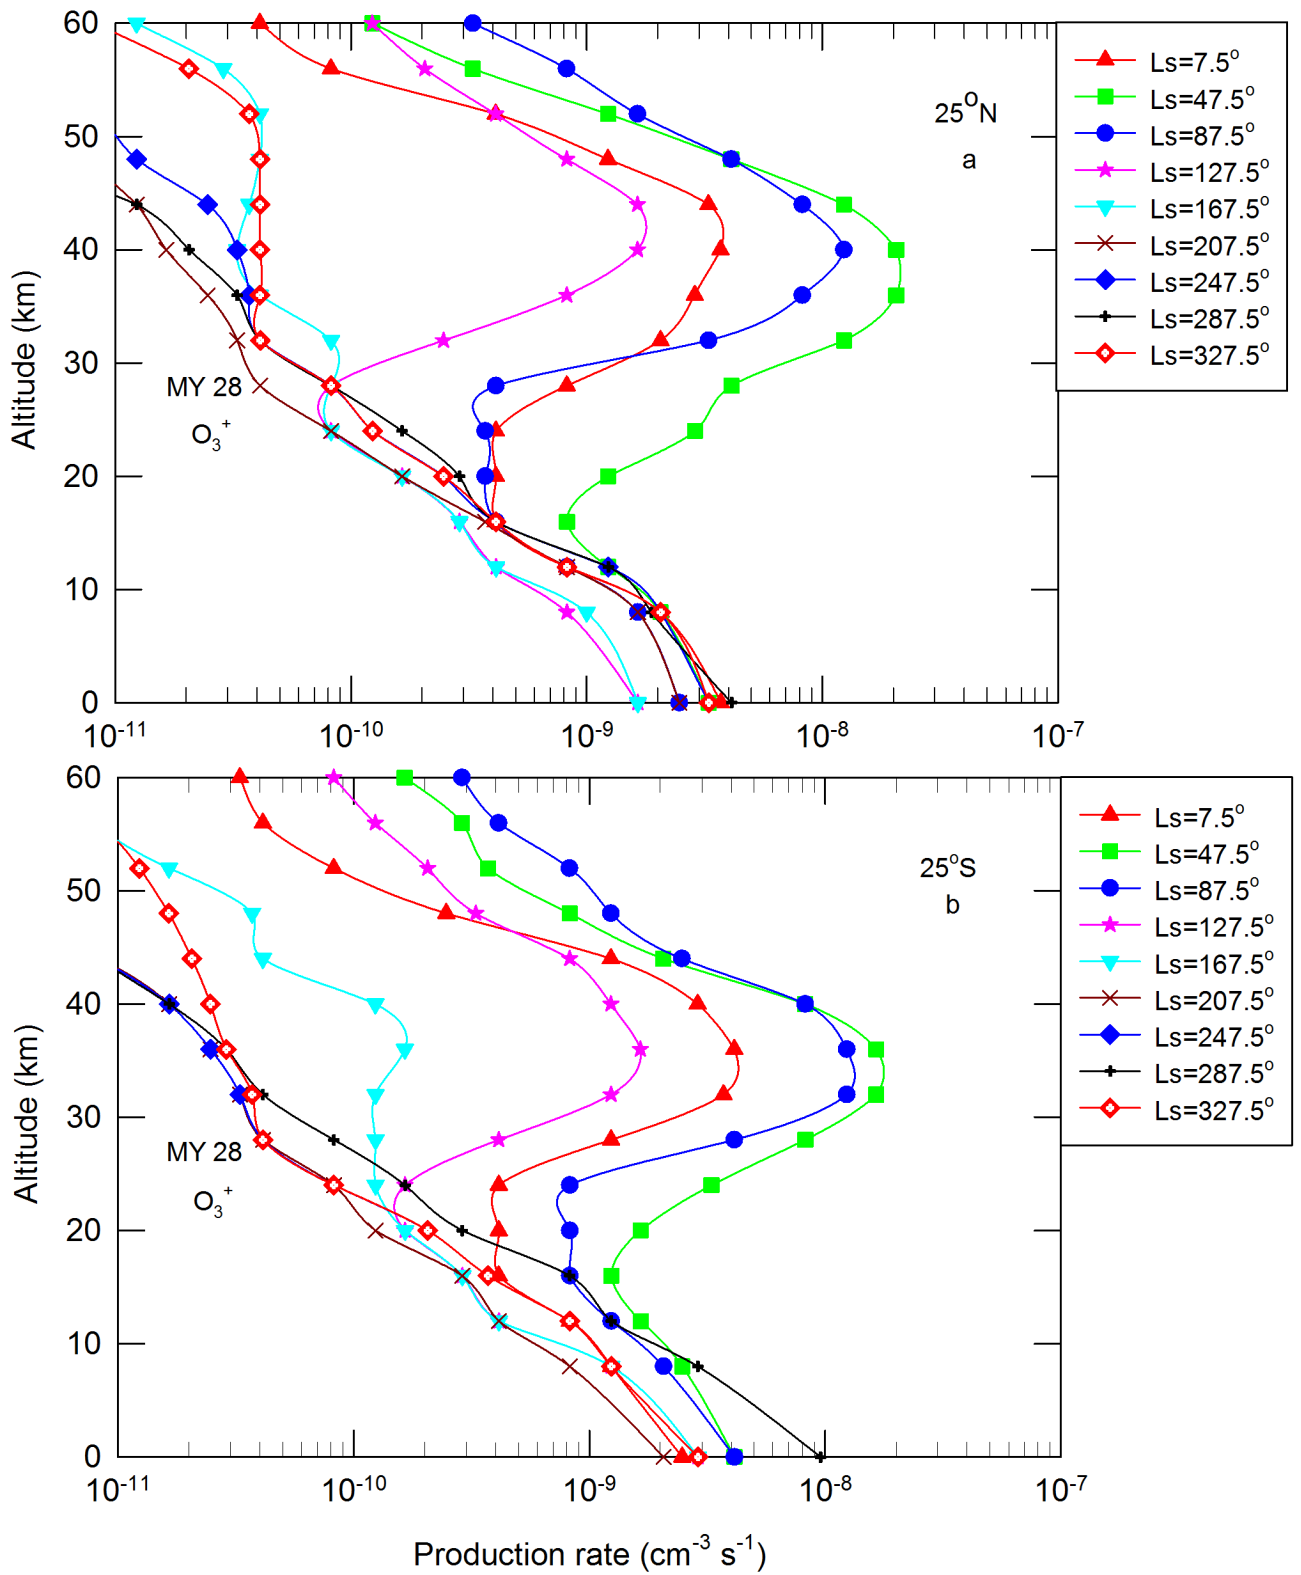 60
50
40
30
20
10
0
Altitude (km)
25°N
a
MY 28
O₃⁺
10⁻¹¹ 10⁻¹⁰ 10⁻⁹ 10⁻⁸ 10⁻⁷
Ls=7.5°
Ls=47.5°
Ls=87.5°
Ls=127.5°
Ls=167.5°
Ls=207.5°
Ls=247.5°
Ls=287.5°
Ls=327.5°
60
50
40
30
20
10
0
Altitude (km)
25°S
b
MY 28
O₃⁺
10⁻¹¹ 10⁻¹⁰ 10⁻⁹ 10⁻⁸ 10⁻⁷
Ls=7.5°
Ls=47.5°
Ls=87.5°
Ls=127.5°
Ls=167.5°
Ls=207.5°
Ls=247.5°
Ls=287.5°
Ls=327.5°
Production rate (cm⁻³ s⁻¹)